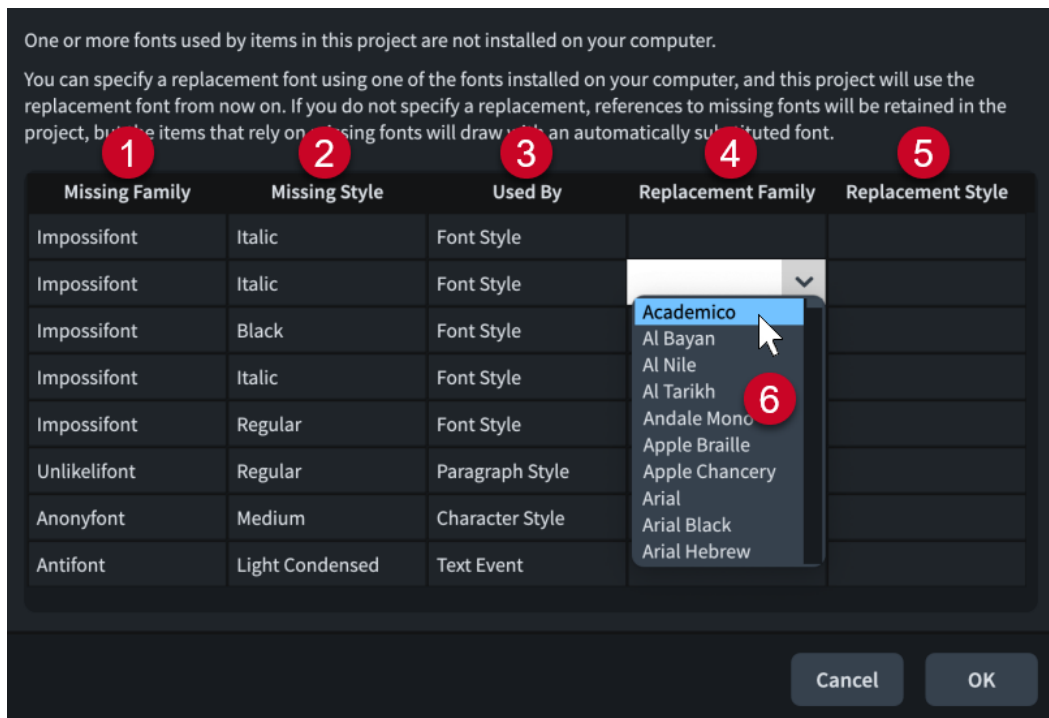 One or more fonts used by items in this project are not installed on your computer.
You can specify a replacement font using one of the fonts installed on your computer, and this project will use the
replacement font from now on. If you do not specify a replacement, references to missing fonts will be retained in the
project, but the items that rely on missing fonts will draw with an automatically substituted font.
1 2 3 4 5
Missing Family Missing Style Used By Replacement Family Replacement Style
Impossifont Italic Font Style
Impossifont Italic Font Style
Impossifont Black Font Style
Impossifont Italic Font Style
Impossifont Regular Font Style
Unlikelifont Regular Paragraph Style
Anonyfont Medium Character Style
Antifont Light Condensed Text Event
Academico
Al Bayan
Al Nile
Al Tarikh
6
Andale Mono
Apple Braille
Apple Chancery
Arial
Arial Black
Arial Hebrew
Cancel OK